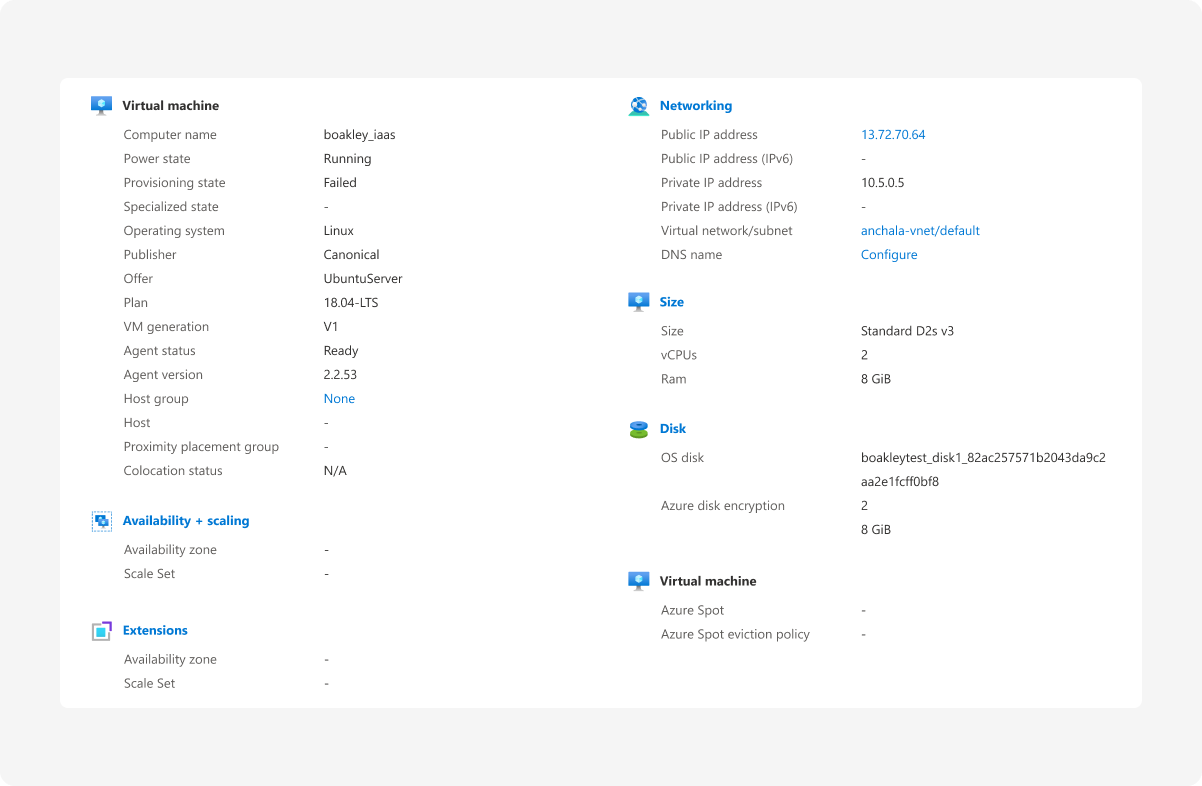 Virtual machine
Computer name boakley_iaas
Power state Running
Provisioning state Failed
Specialized state -
Operating system Linux
Publisher Canonical
Offer UbuntuServer
Plan 18.04-LTS
VM generation V1
Agent status Ready
Agent version 2.2.53
Host group None
Host -
Proximity placement group -
Colocation status N/A
Availability + scaling
Availability zone -
Scale Set -
Extensions
Availability zone -
Scale Set -
Networking
Public IP address 13.72.70.64
Public IP address (IPv6) -
Private IP address 10.5.0.5
Private IP address (IPv6) -
Virtual network/subnet anchala-vnet/default
DNS name Configure
Size
Size Standard D2s v3
vCPUs 2
Ram 8 GiB
Disk
OS disk boakleytest_disk1_82ac257571b2043da9c2
aa2e1fcff0bf8
Azure disk encryption 2
8 GiB
Virtual machine
Azure Spot -
Azure Spot eviction policy -